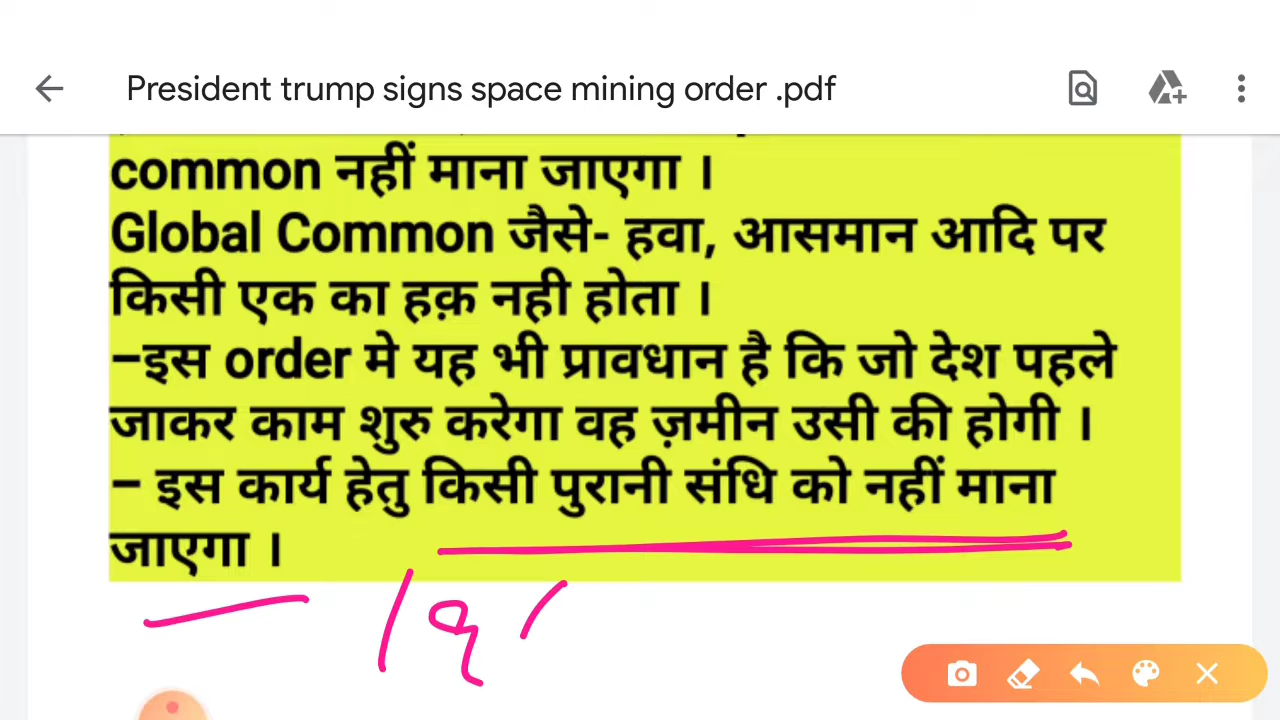 President trump signs space mining order .pdf
common नहीं माना जाएगा ।
Global Common जैसे- हवा, आसमान आदि पर
किसी एक का हक़ नही होता ।
–इस order मे यह भी प्रावधान है कि जो देश पहले
जाकर काम शुरु करेगा वह ज़मीन उसी की होगी ।
– इस कार्य हेतु किसी पुरानी संधि को नहीं माना
जाएगा ।
19